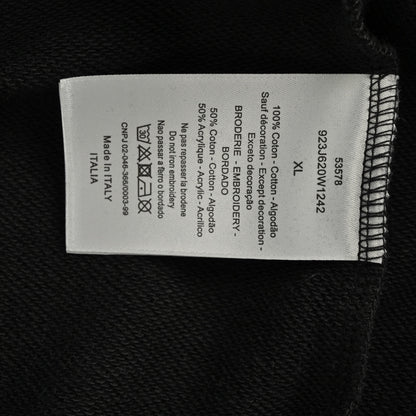 53578
923J620W1242
XL
100% Coton - Cotton - Algodão
Sauf décoration - Except decoration -
Exceto decoração
BRODERIE - EMBROIDERY -
BORDADO
50% Coton - Cotton - Algodão
50% Acrylique - Acrylic - Acrílico
Ne pas repasser la broderie
Do not iron embroidery
Nao passar a ferro o bordado
30
Made in ITALY
CNPJ 02-046-366/0003-99
ITALIA